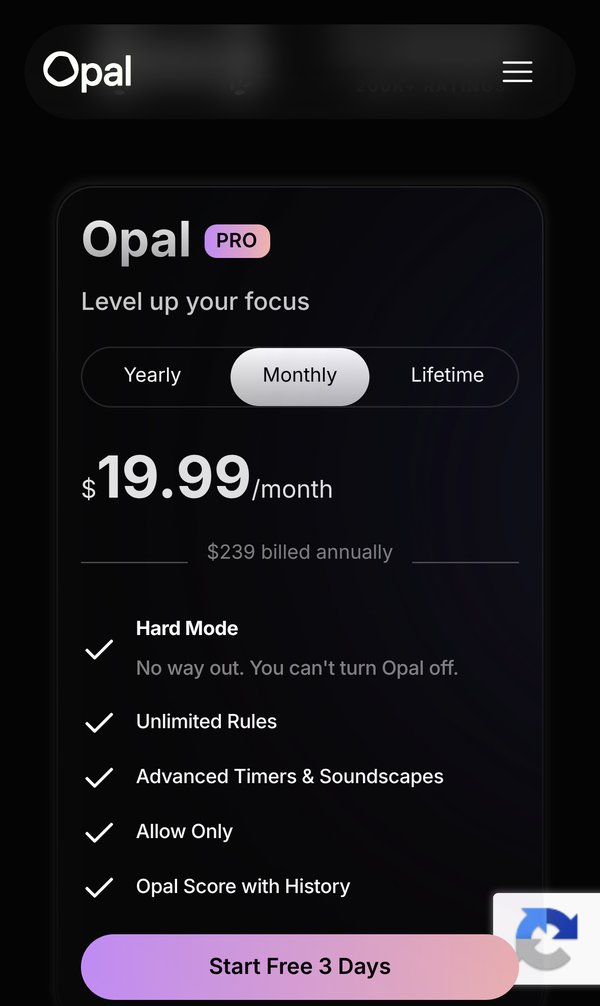 Opal
200K+ RATINGS
Opal PRO
Level up your focus
Yearly Monthly Lifetime
$19.99/month
$239 billed annually
Hard Mode
No way out. You can't turn Opal off.
Unlimited Rules
Advanced Timers & Soundscapes
Allow Only
Opal Score with History
Start Free 3 Days